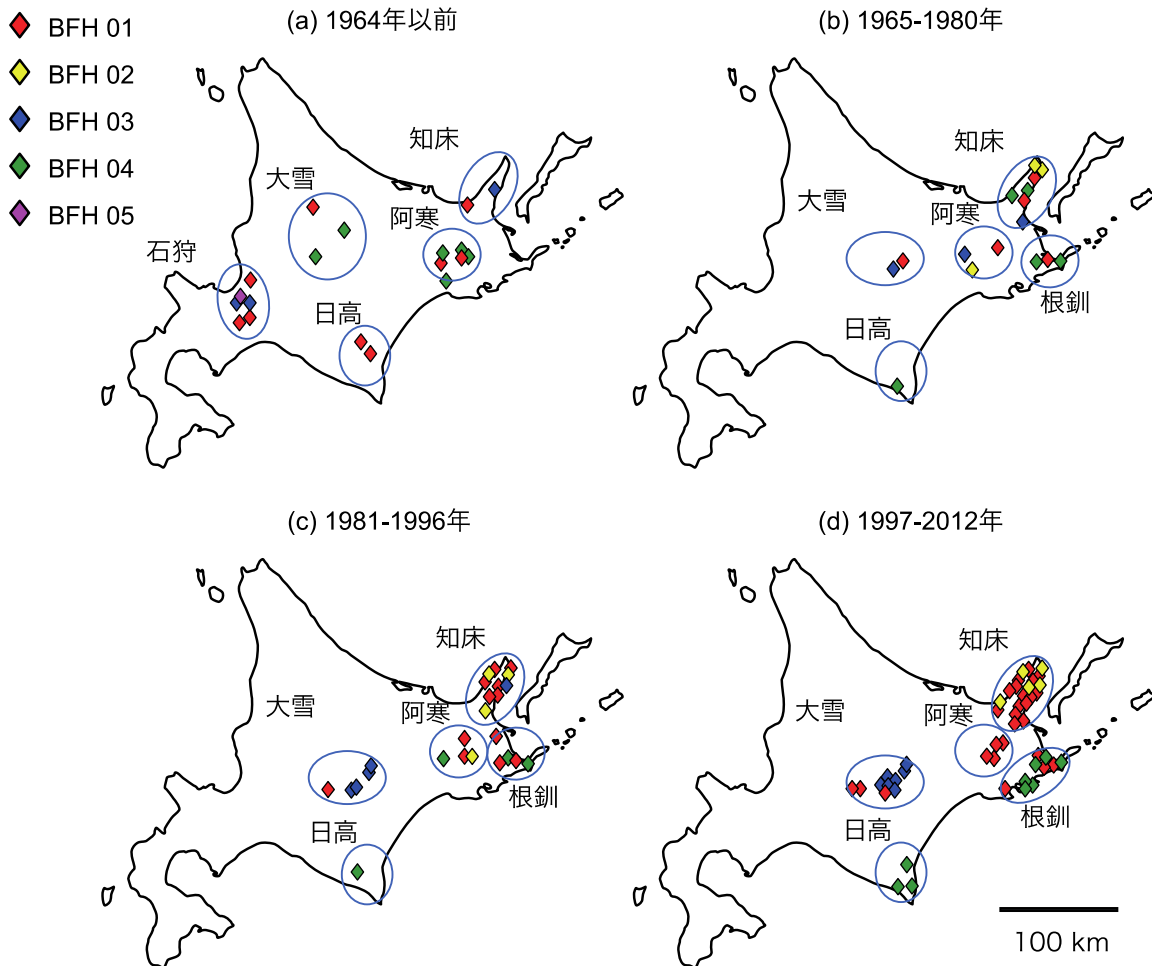 BFH 01
BFH 02
BFH 03
BFH 04
BFH 05
(a) 1964年以前
知床
大雪
阿寒
石狩
日高
(b) 1965-1980年
知床
大雪
阿寒
根釧
日高
(c) 1981-1996年
知床
大雪
阿寒
根釧
日高
(d) 1997-2012年
知床
大雪
阿寒
根釧
日高
100 km